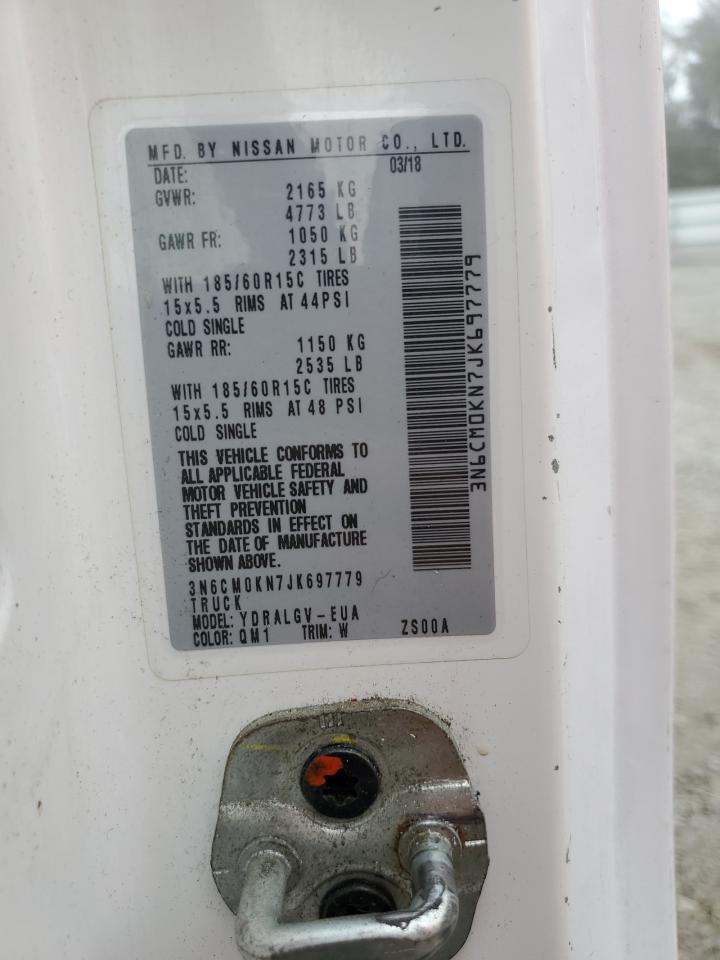 MFD. BY NISSAN MOTOR CO., LTD.
DATE: 03/18
GVWR: 2165 KG
4773 LB
GAWR FR: 1050 KG
2315 LB
WITH 185/60R15C TIRES
15x5.5 RIMS AT 44PSI
COLD SINGLE
GAWR RR: 1150 KG
2535 LB
WITH 185/60R15C TIRES
15x5.5 RIMS AT 48 PSI
COLD SINGLE
THIS VEHICLE CONFORMS TO
ALL APPLICABLE FEDERAL
MOTOR VEHICLE SAFETY AND
THEFT PREVENTION
STANDARDS IN EFFECT ON
THE DATE OF MANUFACTURE
SHOWN ABOVE.
3N6CM0KN7JK697779
TRUCK
MODEL: YDRALGV-EUA
COLOR: QM1 TRIM: W ZS00A
3N6CM0KN7JK697779